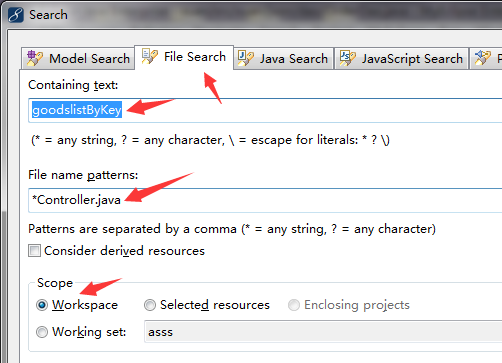 Search
Model Search File Search Java Search JavaScript Search P
Containing text:
goodslistByKey
(* = any string, ? = any character, \ = escape for literals: * ? \)
File name patterns:
*Controller.java
Patterns are separated by a comma (* = any string, ? = any character)
Consider derived resources
Scope
Workspace Selected resources Enclosing projects
Working set: asss